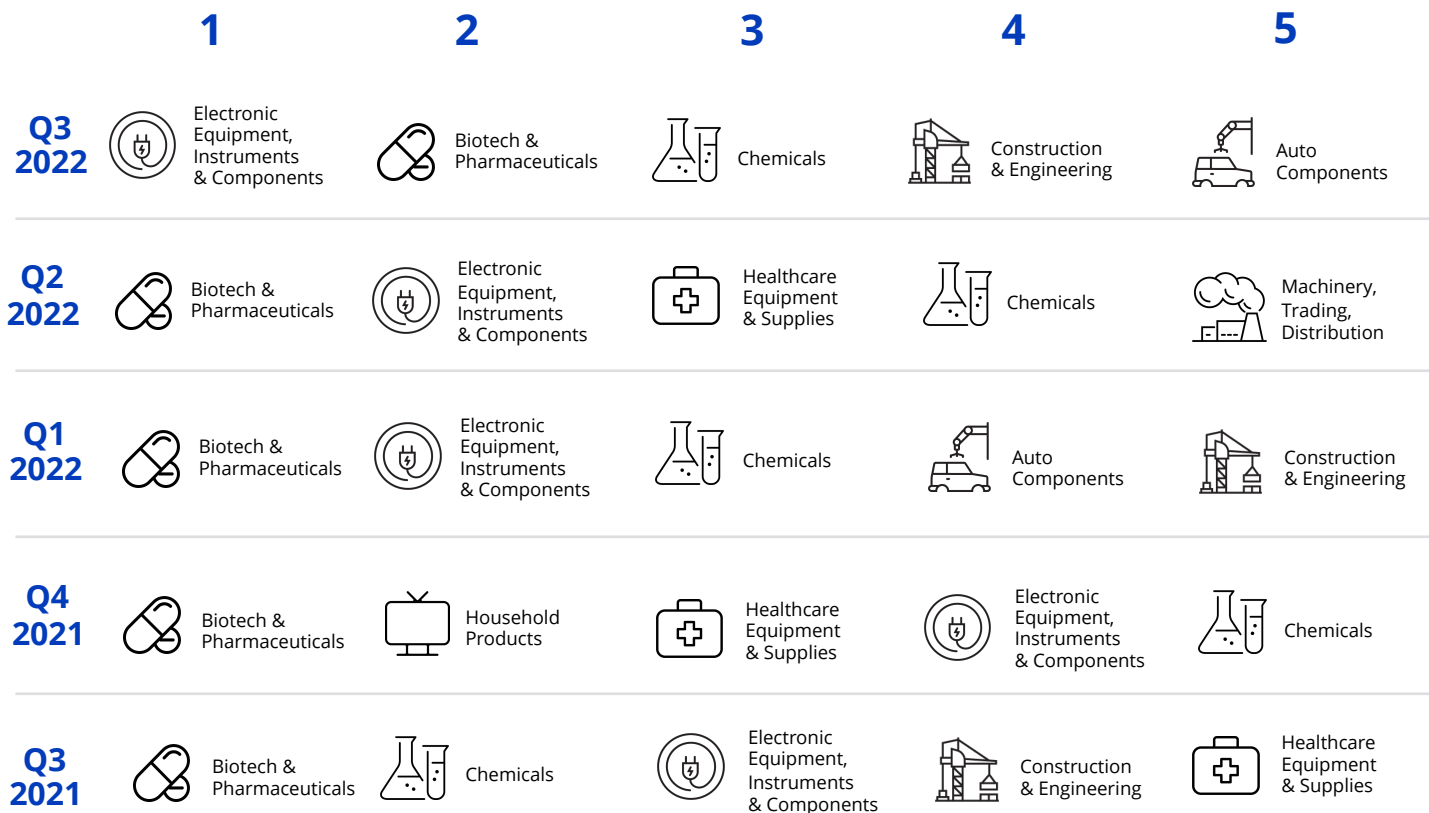 1 2 3 4 5
Q3
2022
Electronic
Equipment,
Instruments
& Components
Biotech &
Pharmaceuticals
Chemicals
Construction
& Engineering
Auto
Components
Q2
2022
Biotech &
Pharmaceuticals
Electronic
Equipment,
Instruments
& Components
Healthcare
Equipment
& Supplies
Chemicals
Machinery,
Trading,
Distribution
Q1
2022
Biotech &
Pharmaceuticals
Electronic
Equipment,
Instruments
& Components
Chemicals
Auto
Components
Construction
& Engineering
Q4
2021
Biotech &
Pharmaceuticals
Household
Products
Healthcare
Equipment
& Supplies
Electronic
Equipment,
Instruments
& Components
Chemicals
Q3
2021
Biotech &
Pharmaceuticals
Chemicals
Electronic
Equipment,
Instruments
& Components
Construction
& Engineering
Healthcare
Equipment
& Supplies